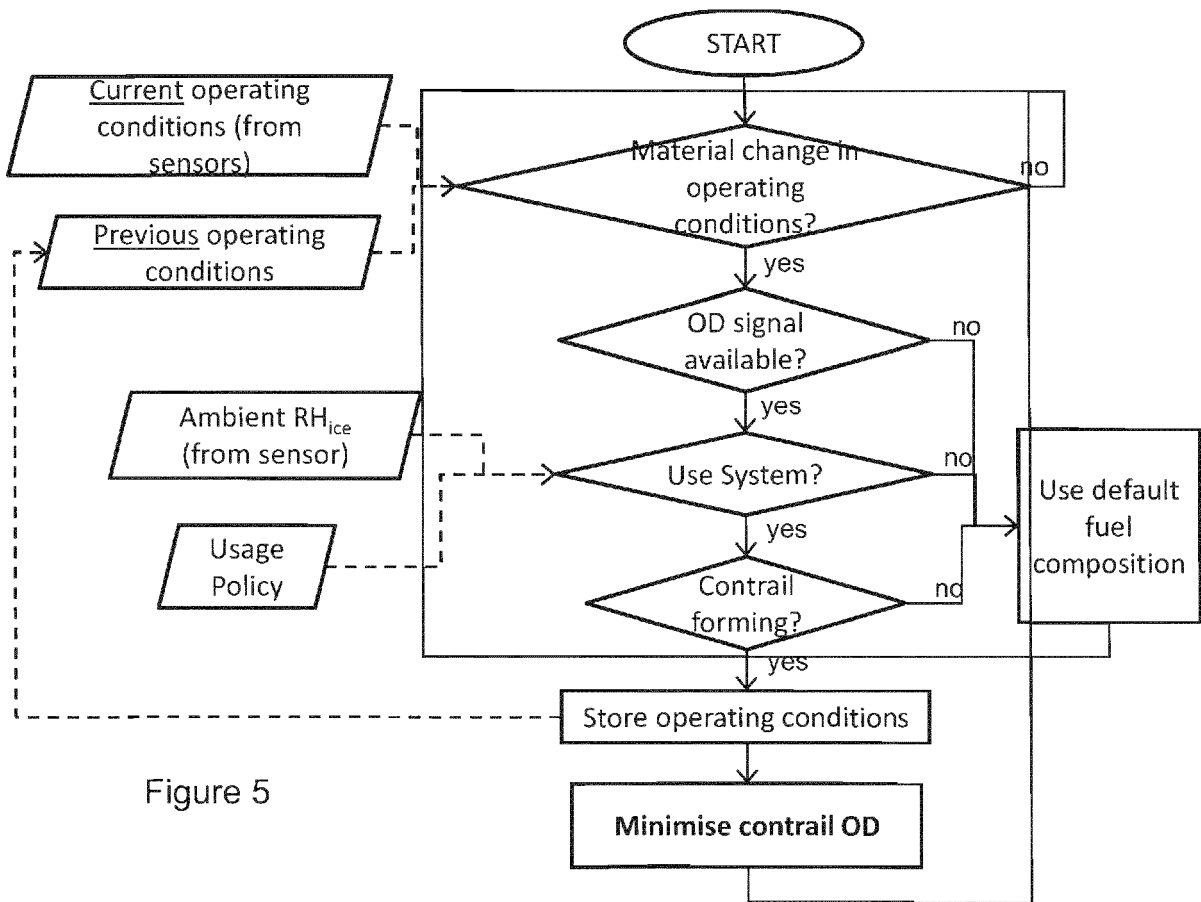 START
Current operating
conditions (from
sensors)
Material change in
operating
conditions?
no
Previous operating
conditions
yes
OD signal
available?
no
yes
Ambient RHice
(from sensor)
Use System?
no
Use default
fuel
composition
yes
Usage
Policy
Contrail
forming?
no
yes
Store operating conditions
Figure 5
Minimise contrail OD